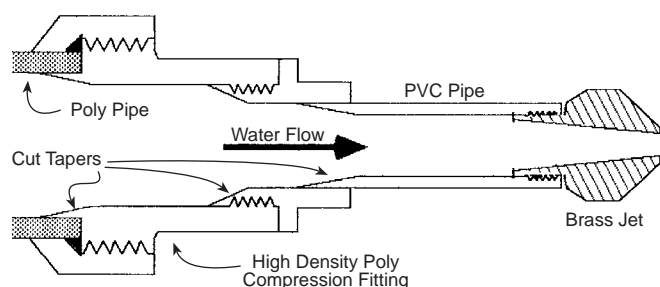 PVC Pipe
Poly Pipe
Water Flow
Cut Tapers
Brass Jet
High Density Poly
Compression Fitting